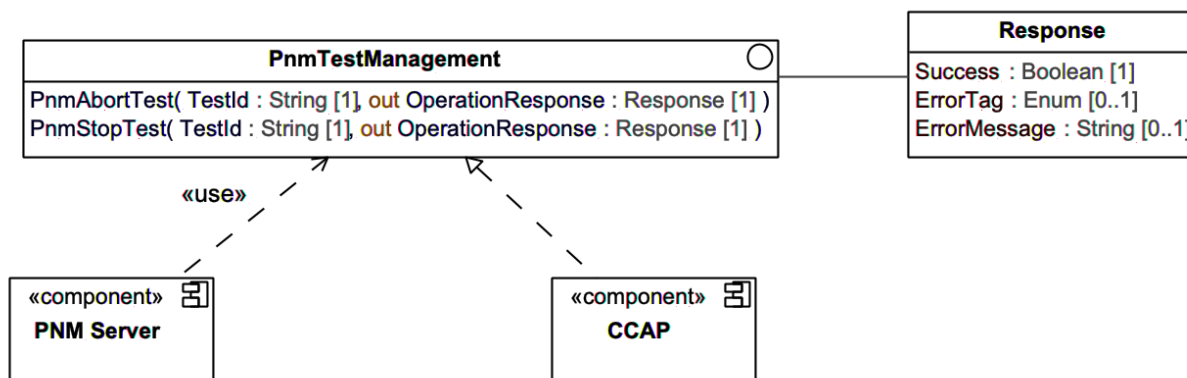 PnmTestManagement
PnmAbortTest( TestId : String [1], out OperationResponse : Response [1] )
PnmStopTest( TestId : String [1], out OperationResponse : Response [1] )
Response
Success : Boolean [1]
ErrorTag : Enum [0..1]
ErrorMessage : String [0..1]
«use»
«component»
PNM Server
«component»
CCAP